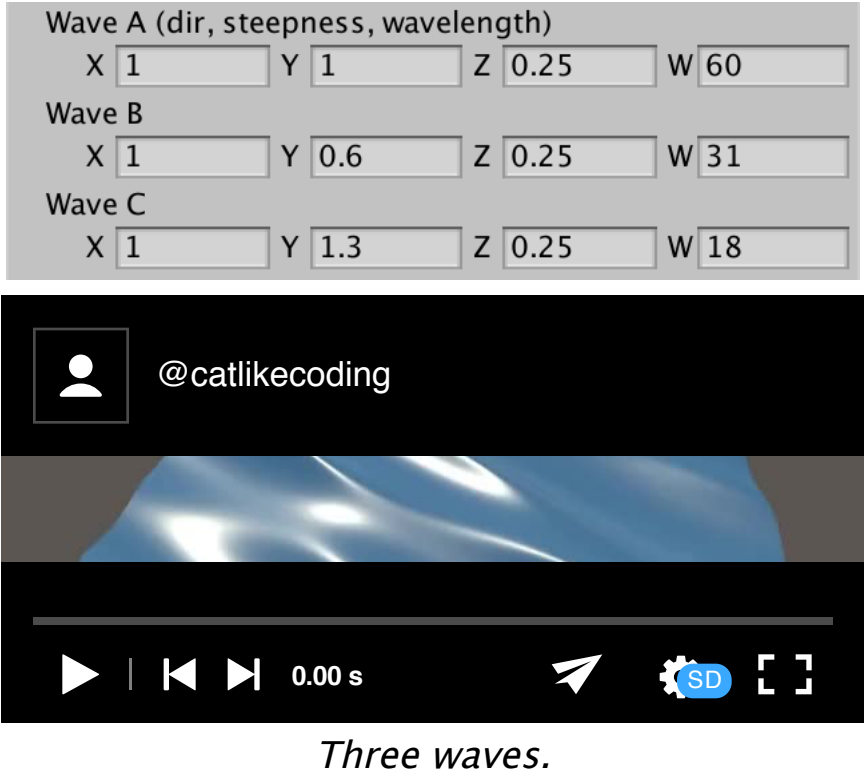 Wave A (dir, steepness, wavelength)
X 1 Y 1 Z 0.25 W 60
Wave B
X 1 Y 0.6 Z 0.25 W 31
Wave C
X 1 Y 1.3 Z 0.25 W 18
@catlikecoding
0.00 s
SD
Three waves.